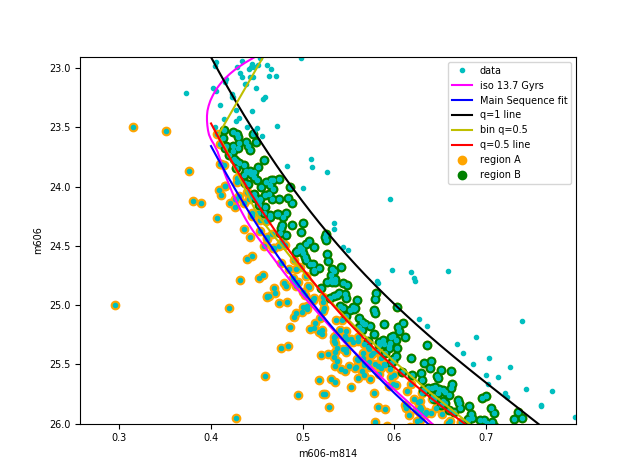 data
iso 13.7 Gyrs
Main Sequence fit
q=1 line
bin q=0.5
q=0.5 line
region A
region B
23.0
23.5
24.0
24.5
25.0
25.5
26.0
m606
0.3 0.4 0.5 0.6 0.7
m606-m814